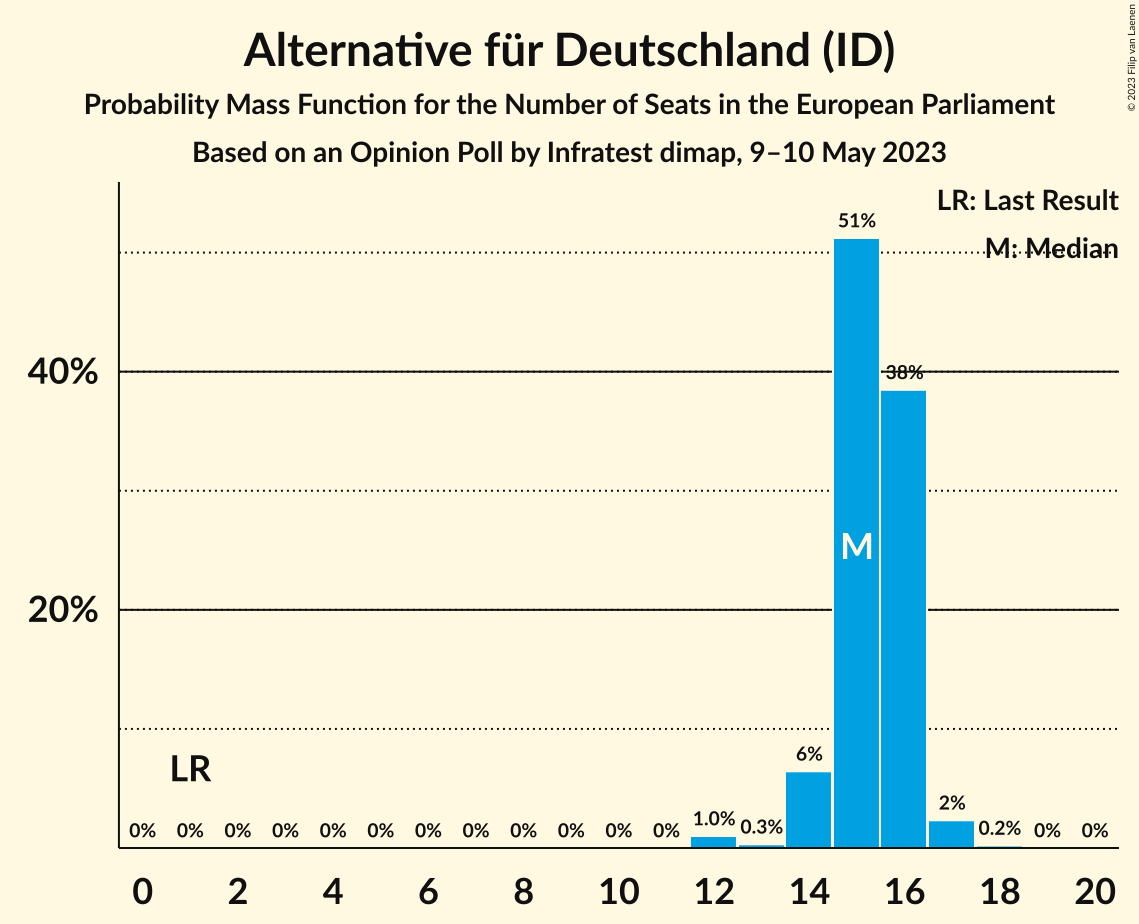 Alternative für Deutschland (ID)
Probability Mass Function for the Number of Seats in the European Parliament
Based on an Opinion Poll by Infratest dimap, 9–10 May 2023
© 2023 Filip van Laenen
LR: Last Result
M: Median
51%
38%
40%
M
20%
LR
6%
2%
0% 0% 0% 0% 0% 0% 0% 0% 0% 0% 0% 0% 1.0% 0.3% 0.2% 0% 0%
0 2 4 6 8 10 12 14 16 18 20